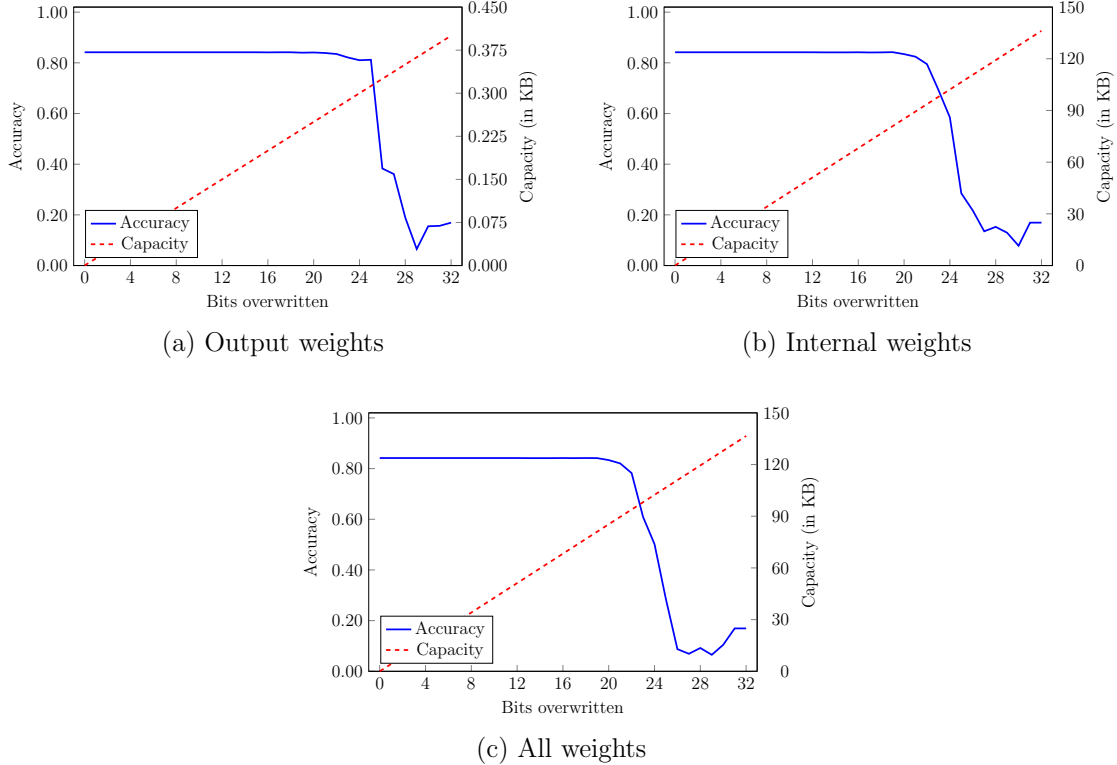 1.00
0.80
0.60
0.40
0.20
0.00
Accuracy
0.450
0.375
0.300
0.225
0.150
0.075
0.000
Capacity (in KB)
Accuracy
Capacity
0 4 8 12 16 20 24 28 32
Bits overwritten
(a) Output weights
1.00
0.80
0.60
0.40
0.20
0.00
Accuracy
150
120
90
60
30
0
Capacity (in KB)
Accuracy
Capacity
0 4 8 12 16 20 24 28 32
Bits overwritten
(b) Internal weights
1.00
0.80
0.60
0.40
0.20
0.00
Accuracy
150
120
90
60
30
0
Capacity (in KB)
Accuracy
Capacity
0 4 8 12 16 20 24 28 32
Bits overwritten
(c) All weights